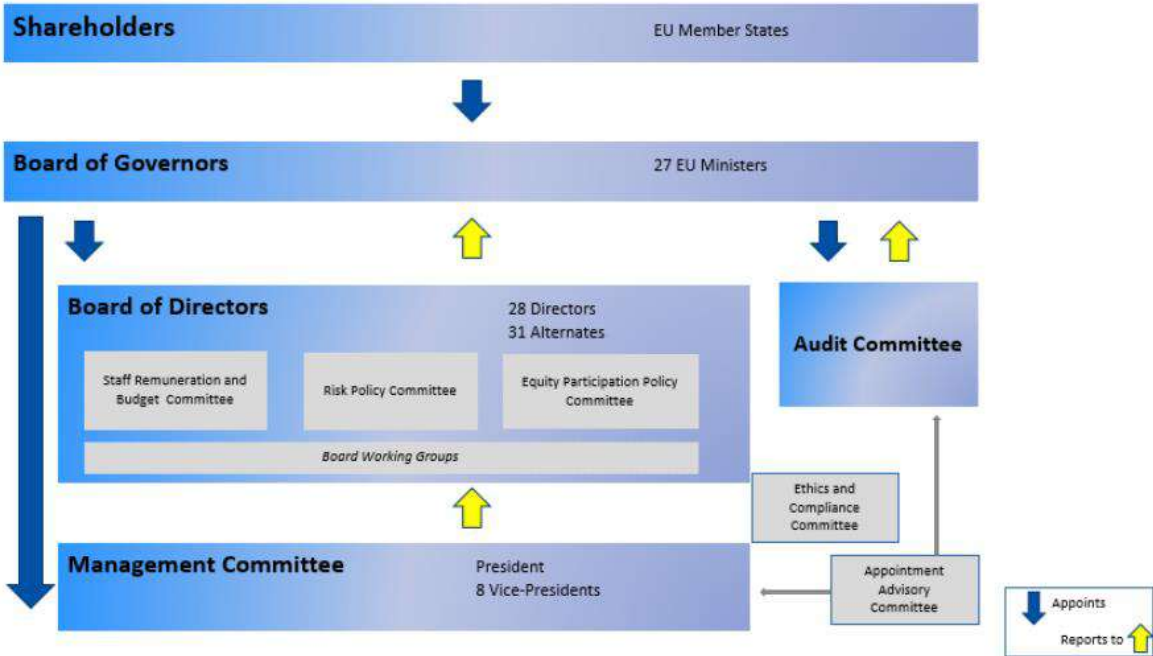 Shareholders
EU Member States
Board of Governors
27 EU Ministers
Board of Directors
28 Directors
31 Alternates
Staff Remuneration and
Budget Committee
Risk Policy Committee
Equity Participation Policy
Committee
Board Working Groups
Audit Committee
Ethics and
Compliance
Committee
Management Committee
President
8 Vice-Presidents
Appointment
Advisory
Committee
Appoints
Reports to